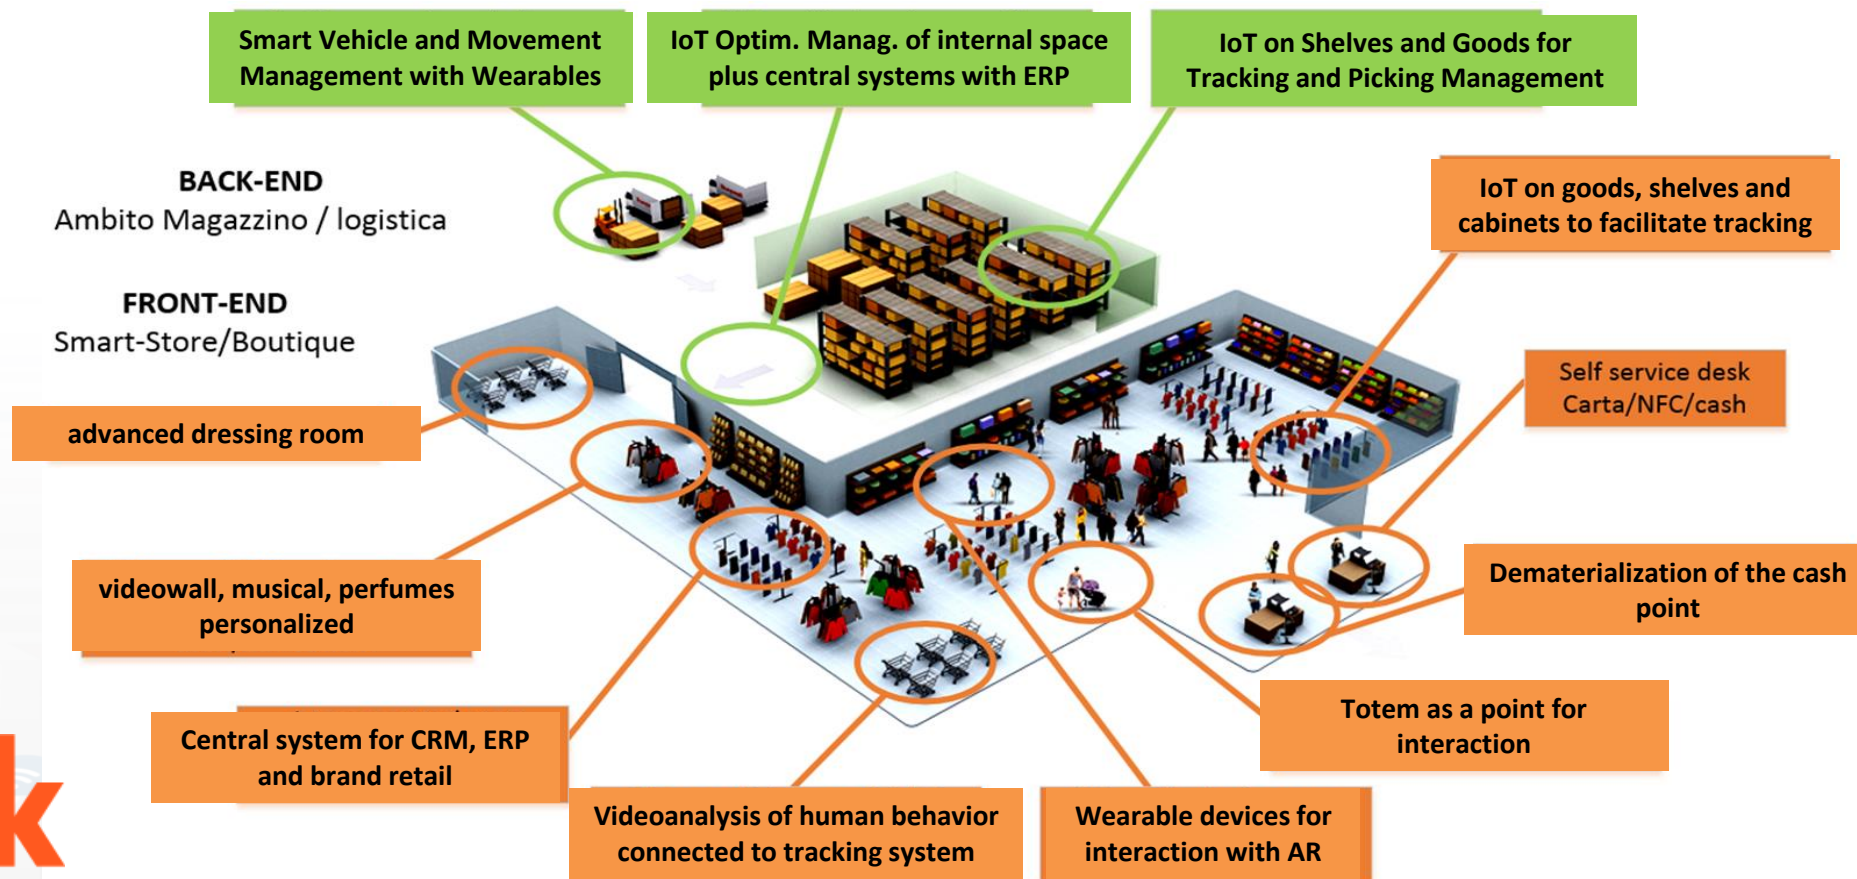 Smart Vehicle and Movement
Management with Wearables
IoT Optim. Manag. of internal space
plus central systems with ERP
IoT on Shelves and Goods for
Tracking and Picking Management
BACK-END
Ambito Magazzino / logistica
IoT on goods, shelves and
cabinets to facilitate tracking
FRONT-END
Smart-Store/Boutique
Self service desk
Carta/NFC/cash
advanced dressing room
videowall, musical, perfumes
personalized
Dematerialization of the cash
point
Totem as a point for
interaction
Central system for CRM, ERP
and brand retail
Videoanalysis of human behavior
connected to tracking system
Wearable devices for
interaction with AR
k